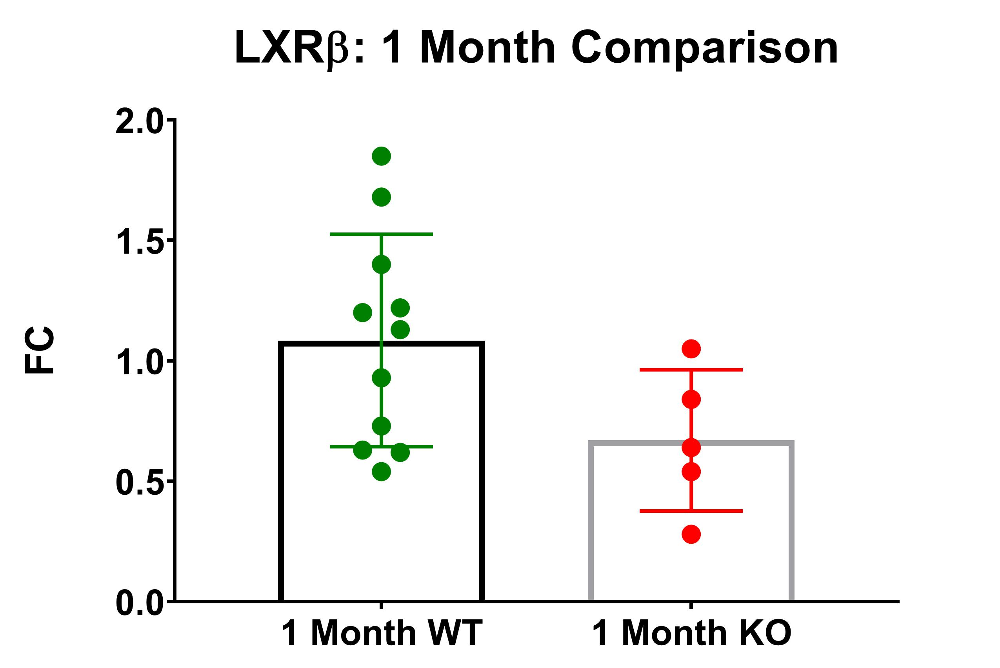 LXRβ: 1 Month Comparison
2.0
1.5
1.0
0.5
0.0
FC
1 Month WT
1 Month KO